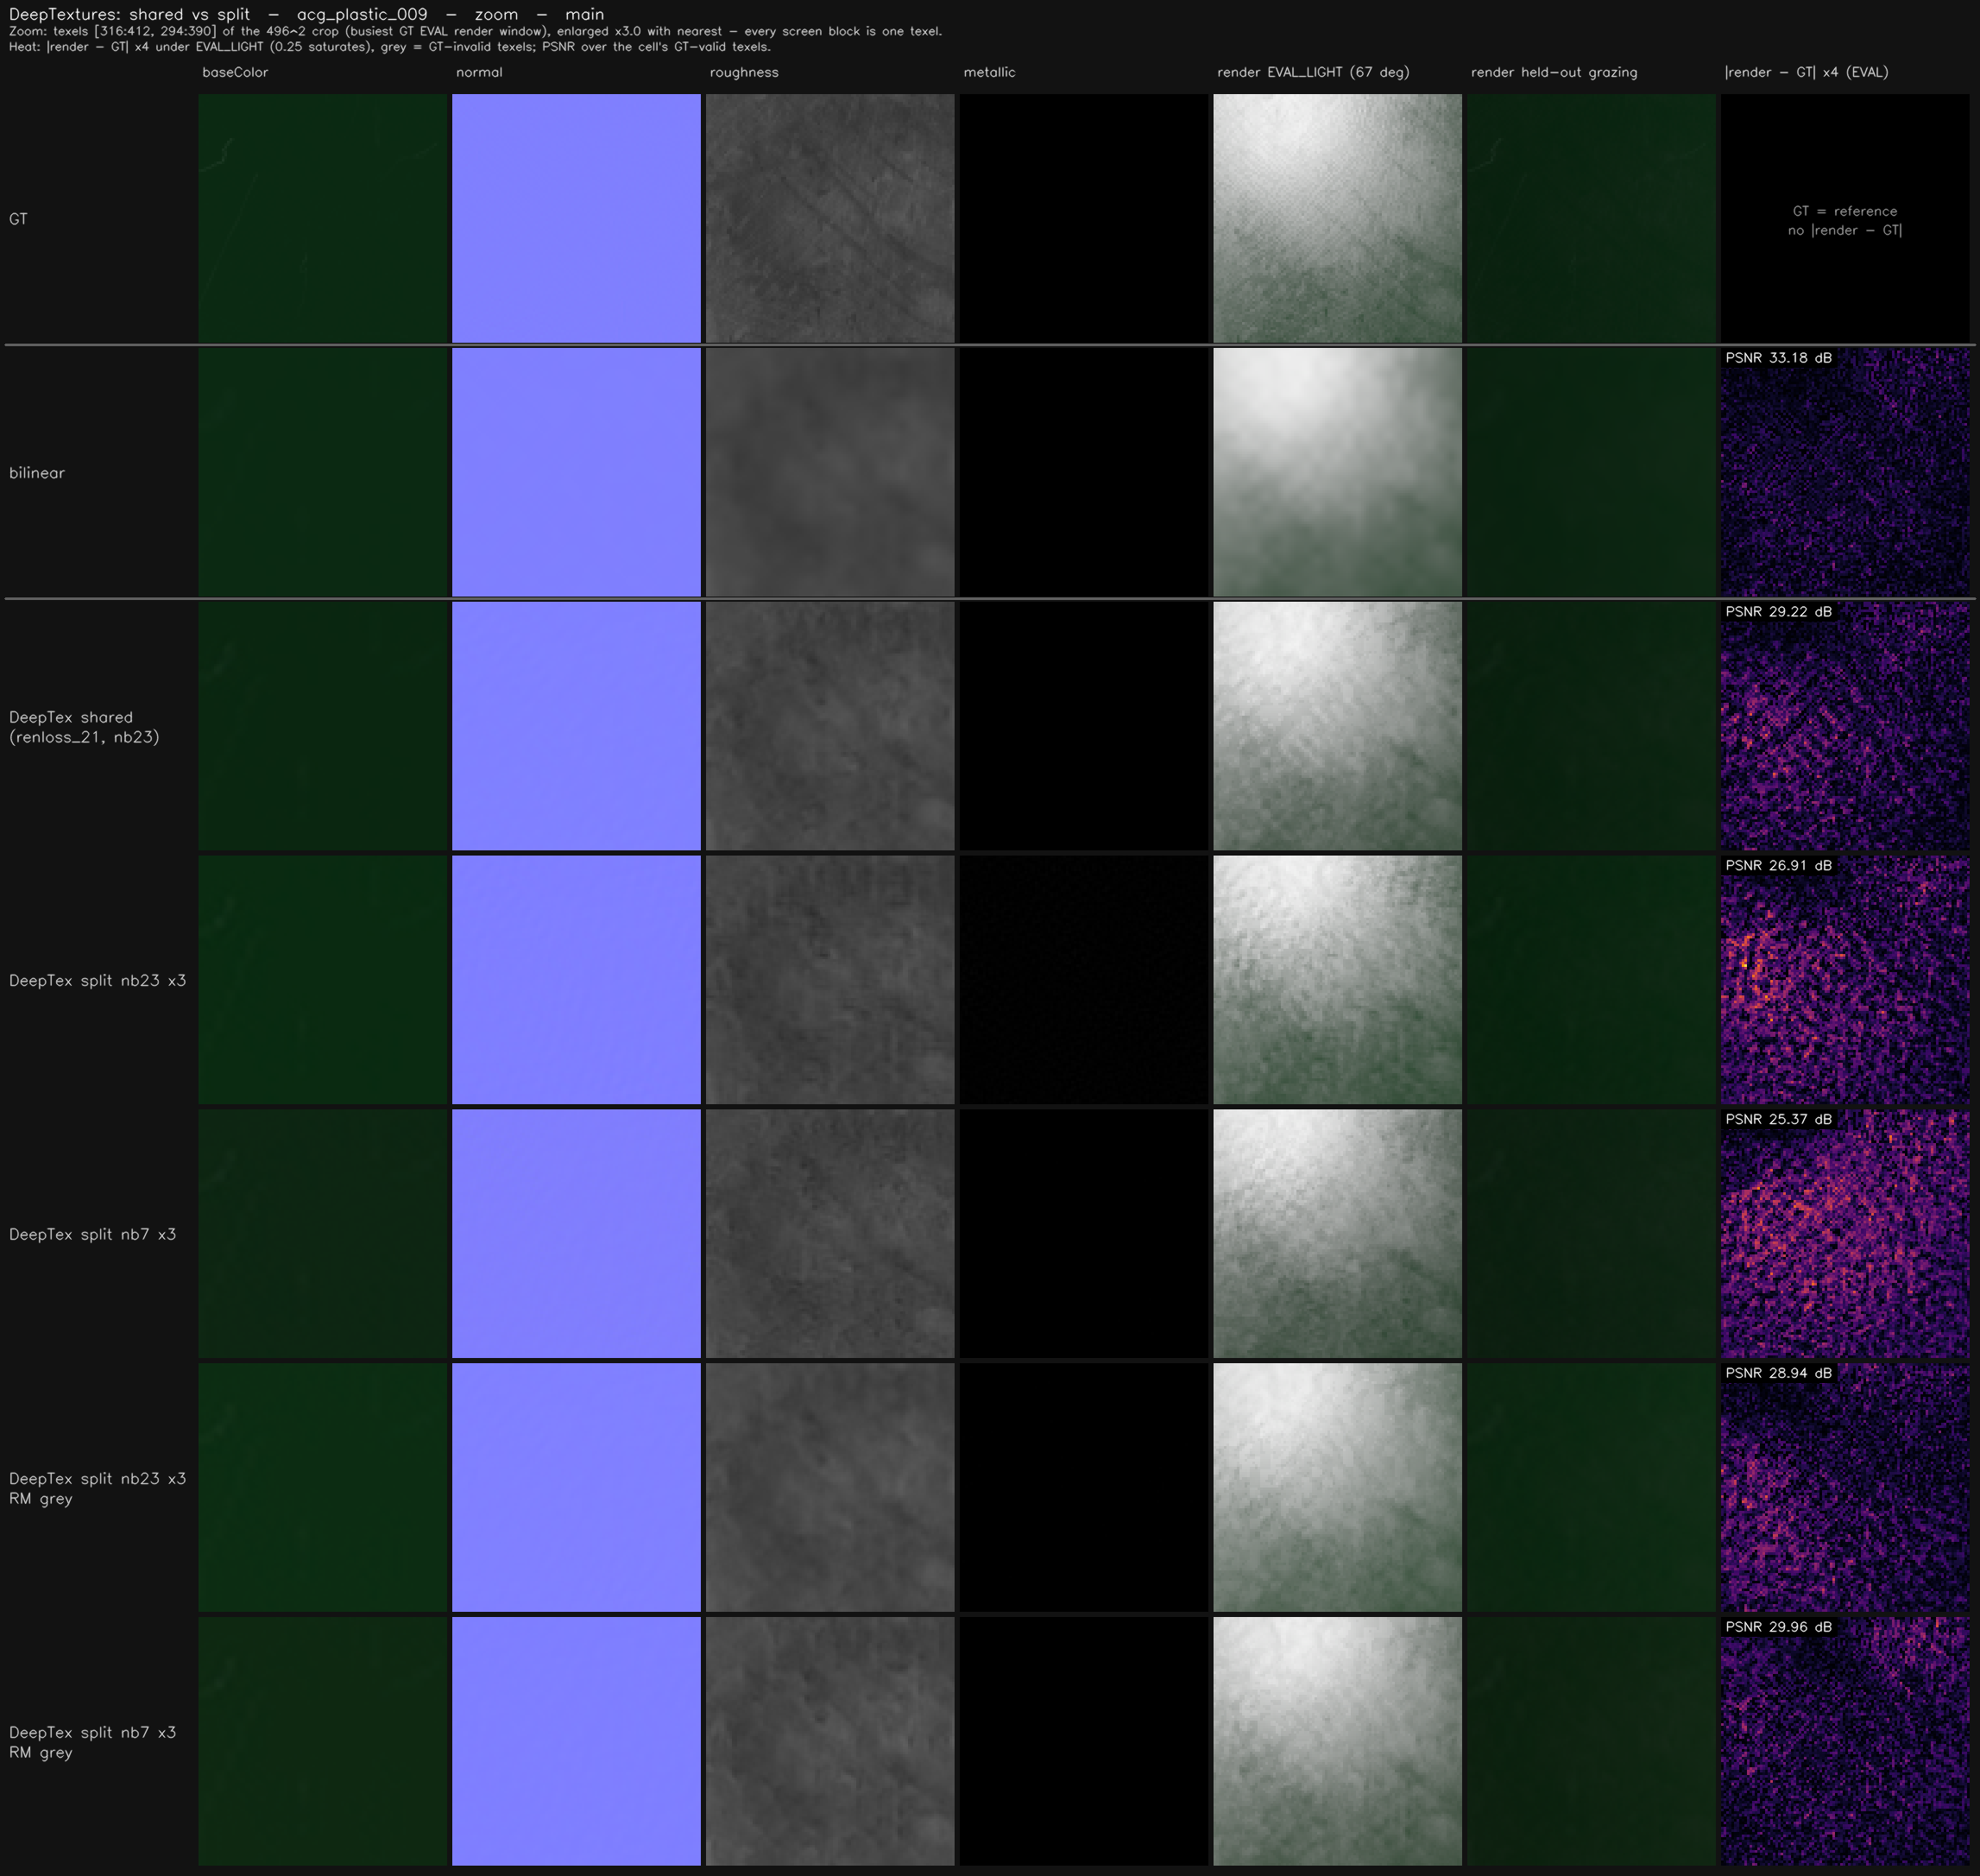 DeepTextures: shared vs split – acg_plastic_009 – zoom – main
Zoom: texels [316:412, 294:390] of the 496^2 crop (busiest GT EVAL render window), enlarged x3.0 with nearest – every screen block is one texel.
Heat: |render – GT| x4 under EVAL_LIGHT (0.25 saturates), grey = GT-invalid texels; PSNR over the cell's GT-valid texels.
baseColor normal roughness metallic render EVAL_LIGHT (67 deg) render held-out grazing |render – GT| x4 (EVAL)
GT
GT = reference
no |render – GT|
bilinear
PSNR 33.18 dB
DeepTex shared
(renloss_21, nb23)
PSNR 29.22 dB
DeepTex split nb23 x3
PSNR 26.91 dB
DeepTex split nb7 x3
PSNR 25.37 dB
DeepTex split nb23 x3
RM grey
PSNR 28.94 dB
DeepTex split nb7 x3
RM grey
PSNR 29.96 dB